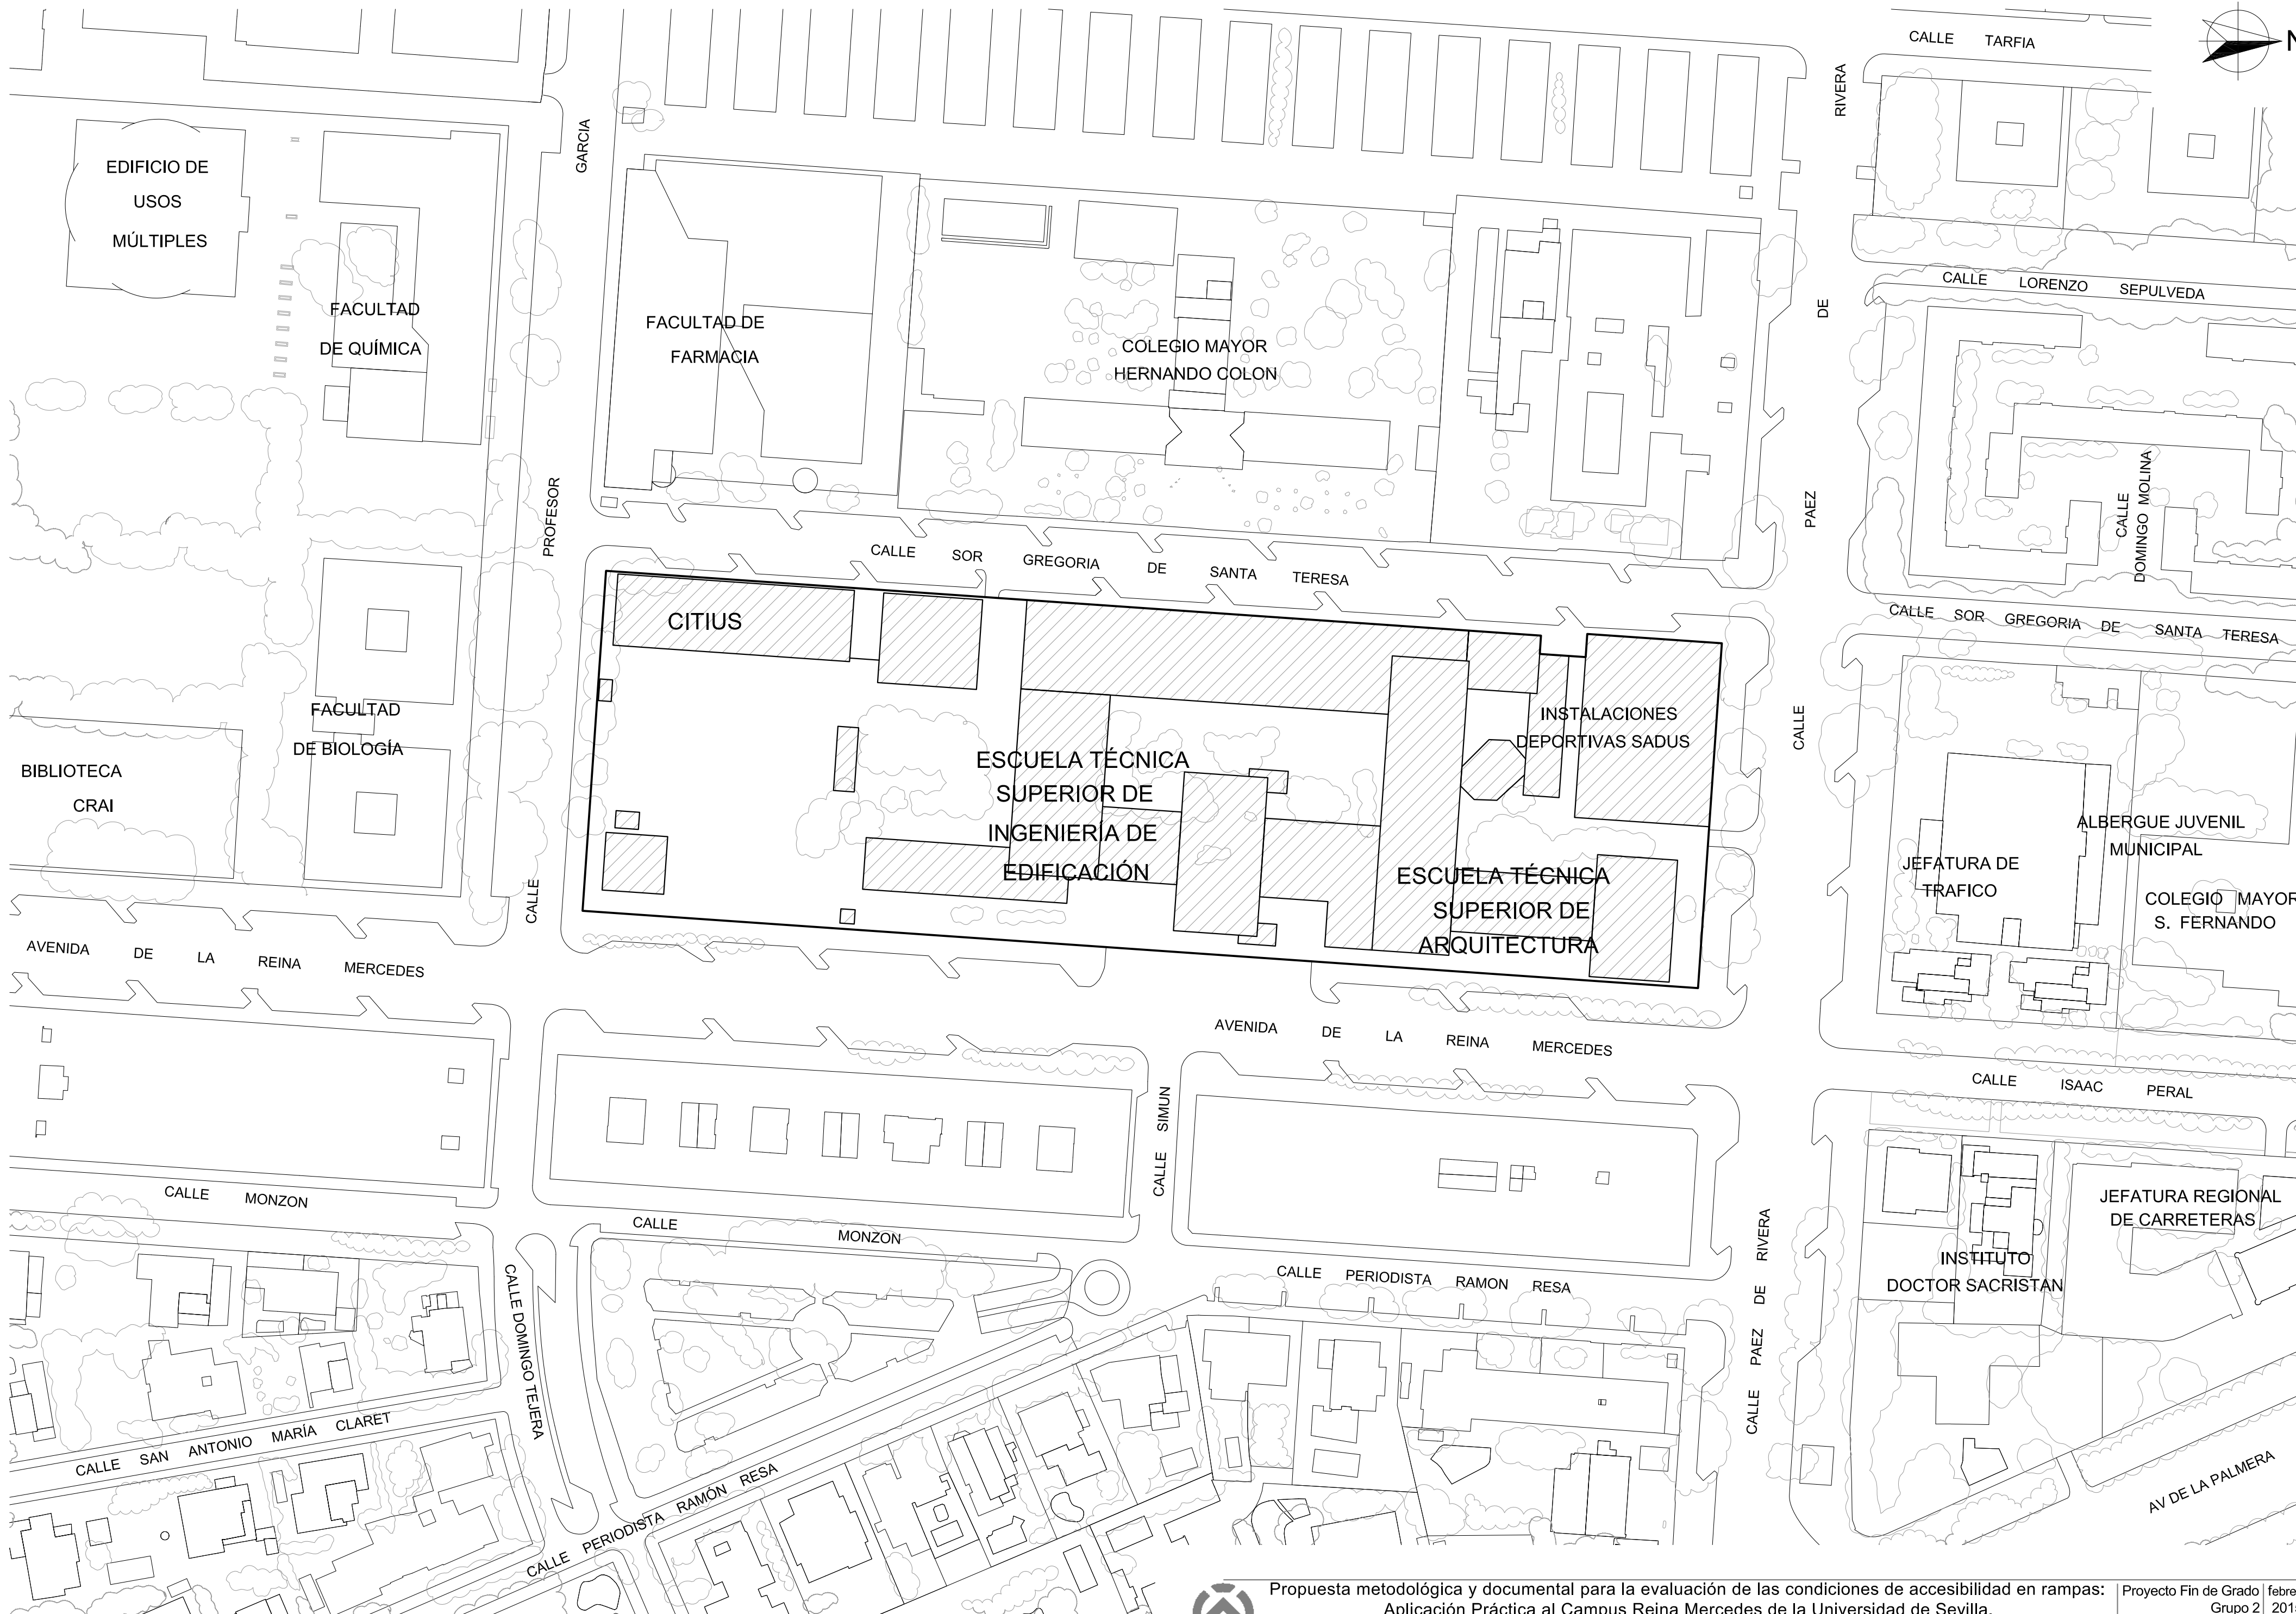 CALLE TARFIA
N
RIVERA
GARCIA
EDIFICIO DE
USOS
MÚLTIPLES
FACULTAD
DE QUÍMICA
FACULTAD DE
FARMACIA
COLEGIO MAYOR
HERNANDO COLON
DE
CALLE LORENZO SEPULVEDA
PROFESOR
PAEZ
CALLE
DOMINGO MOLINA
CALLE SOR GREGORIA DE SANTA TERESA
CALLE SOR GREGORIA DE SANTA TERESA
CITIUS
FACULTAD
DE BIOLOGÍA
BIBLIOTECA
CRAI
INSTALACIONES
DEPORTIVAS SADUS
CALLE
ESCUELA TÉCNICA
SUPERIOR DE
INGENIERÍA DE
EDIFICACIÓN
ESCUELA TÉCNICA
SUPERIOR DE
ARQUITECTURA
JEFATURA DE
TRAFICO
ALBERGUE JUVENIL
MUNICIPAL
COLEGIO MAYOR
S. FERNANDO
CALLE
AVENIDA DE LA REINA MERCEDES
AVENIDA DE LA REINA MERCEDES
CALLE ISAAC PERAL
CALLE SIMUN
CALLE MONZON
CALLE MONZON
CALLE PERIODISTA RAMON RESA
CALLE PAEZ DE RIVERA
JEFATURA REGIONAL
DE CARRETERAS
INSTITUTO
DOCTOR SACRISTAN
CALLE DOMINGO TEJERA
CALLE SAN ANTONIO MARÍA CLARET
CALLE PERIODISTA RAMÓN RESA
AV DE LA PALMERA
Propuesta metodológica y documental para la evaluación de las condiciones de accesibilidad en rampas:
Aplicación Práctica al Campus Reina Mercedes de la Universidad de Sevilla.
Proyecto Fin de Grado
Grupo 2
febre
201